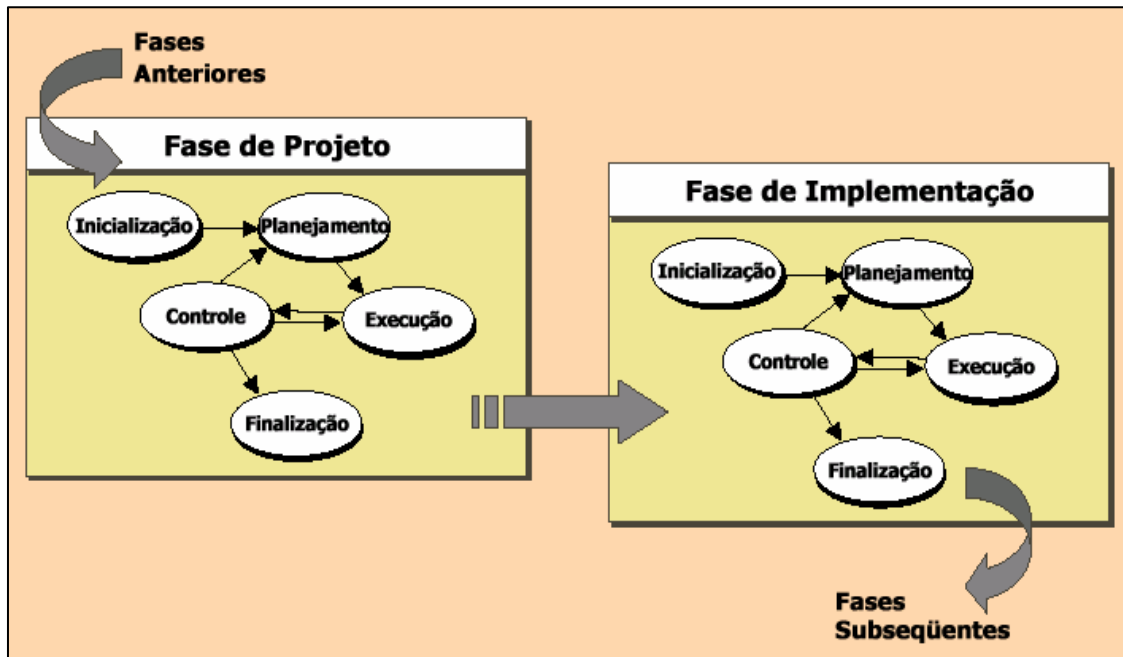 Fases
Anteriores
Fase de Projeto
Inicialização
Planejamento
Controle
Execução
Finalização
Fase de Implementação
Inicialização
Planejamento
Controle
Execução
Finalização
Fases
Subseqüentes